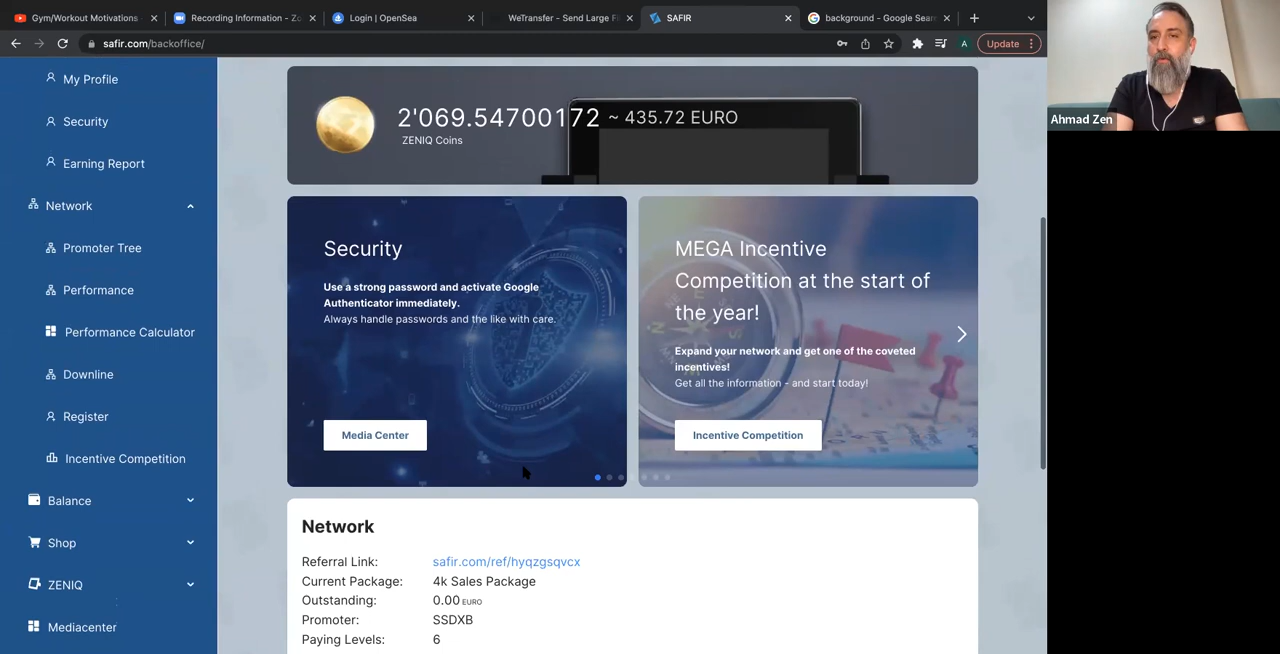 Gym/Workout Motivations -
Recording Information - Zo
Login | OpenSea
WeTransfer - Send Large Fi
SAFIR
background - Google Sear
safir.com/backoffice/
A
Update
Ahmad Zen
My Profile
Security
Earning Report
Network
Promoter Tree
Performance
Performance Calculator
Downline
Register
Incentive Competition
Balance
Shop
ZENIQ
Mediacenter
2'069.54700172 ~ 435.72 EURO
ZENIQ Coins
Security
Use a strong password and activate Google
Authenticator immediately.
Always handle passwords and the like with care.
Media Center
MEGA Incentive
Competition at the start of
the year!
Expand your network and get one of the coveted
incentives!
Get all the information - and start today!
Incentive Competition
Network
Referral Link: safir.com/ref/hyqzgsqvcx
Current Package: 4k Sales Package
Outstanding: 0.00 EURO
Promoter: SSDXB
Paying Levels: 6